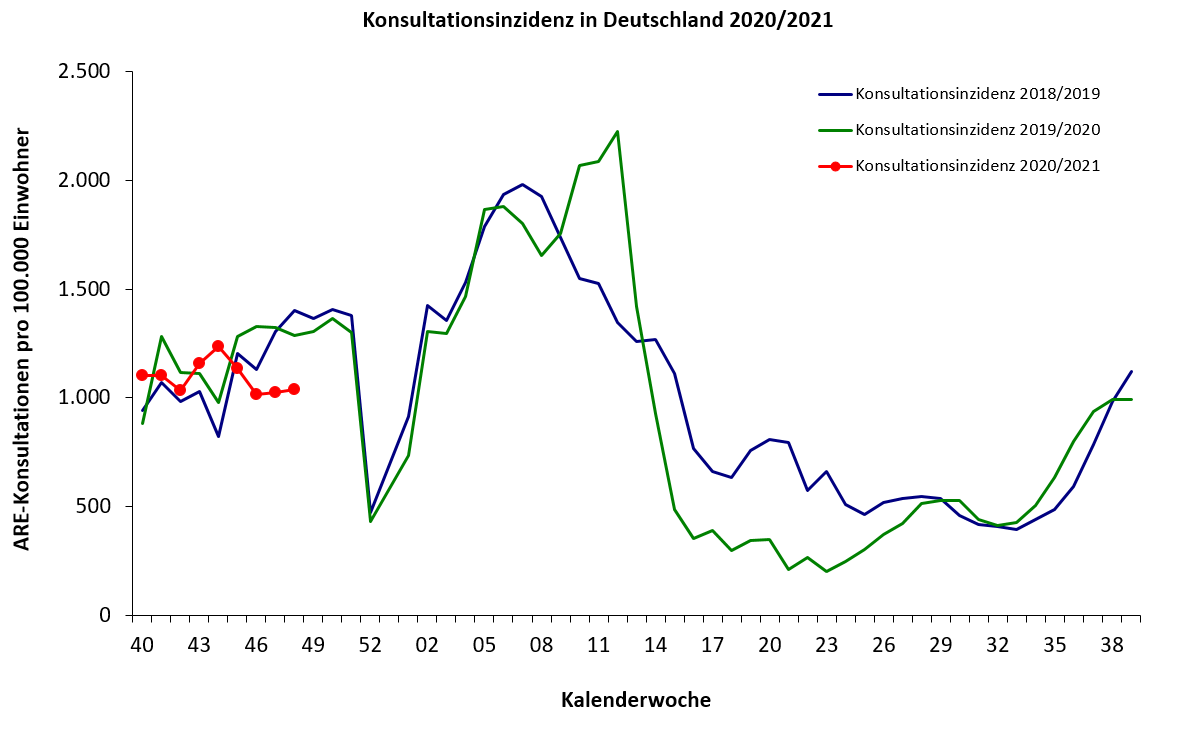 Konsultationsinzidenz in Deutschland 2020/2021
2.500
2.000
1.500
1.000
500
0
ARE-Konsultationen pro 100.000 Einwohner
Konsultationsinzidenz 2018/2019
Konsultationsinzidenz 2019/2020
Konsultationsinzidenz 2020/2021
40 43 46 49 52 02 05 08 11 14 17 20 23 26 29 32 35 38
Kalenderwoche